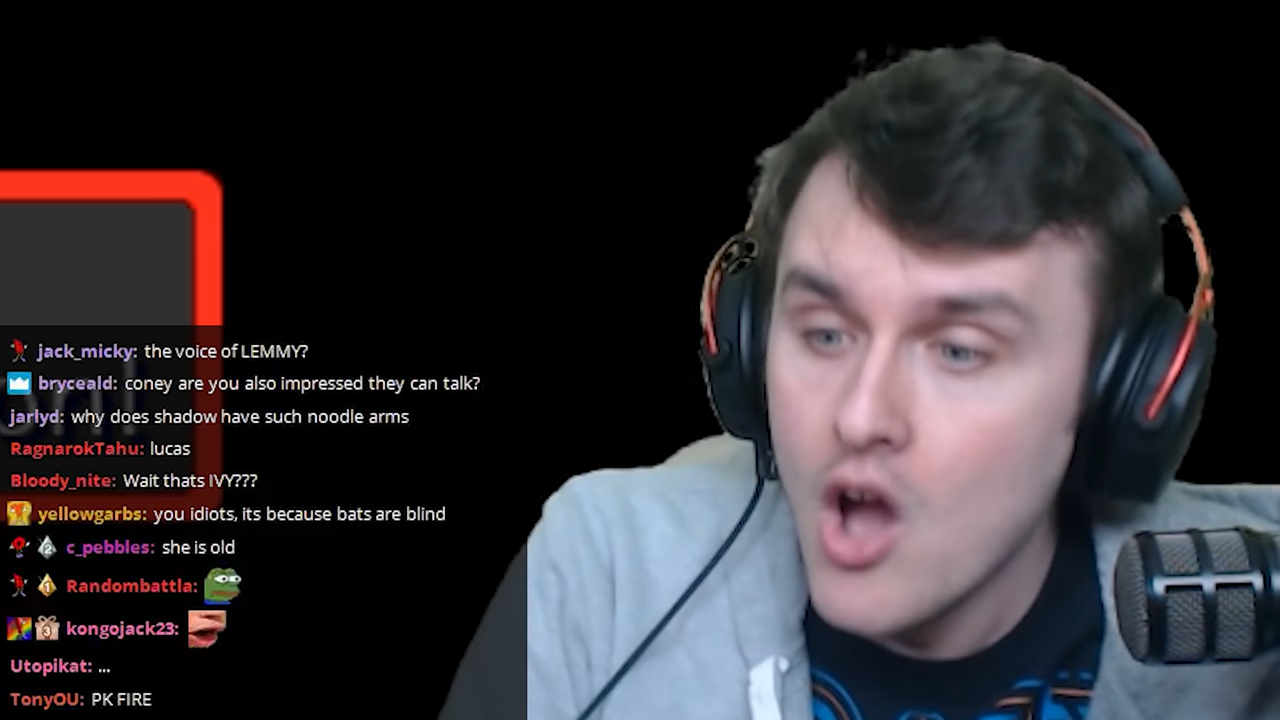 jack_micky: the voice of LEMMY?
bryceald: coney are you also impressed they can talk?
jarlyd: why does shadow have such noodle arms
RagnarokTahu: lucas
Bloody_nite: Wait thats IVY???
yellowgarbs: you idiots, its because bats are blind
c_pebbles: she is old
Randombattla:
kongojack23:
Utopikat: ...
TonyOU: PK FIRE